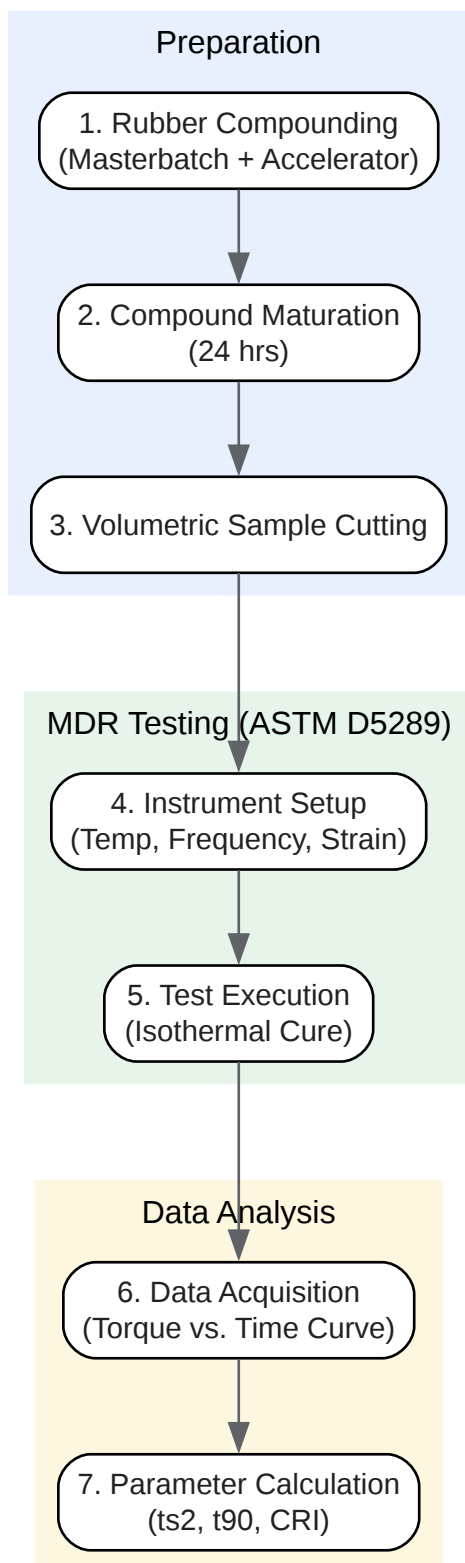 Preparation
1. Rubber Compounding
(Masterbatch + Accelerator)
2. Compound Maturation
(24 hrs)
3. Volumetric Sample Cutting
MDR Testing (ASTM D5289)
4. Instrument Setup
(Temp, Frequency, Strain)
5. Test Execution
(Isothermal Cure)
Data Analysis
6. Data Acquisition
(Torque vs. Time Curve)
7. Parameter Calculation
(ts2, t90, CRI)